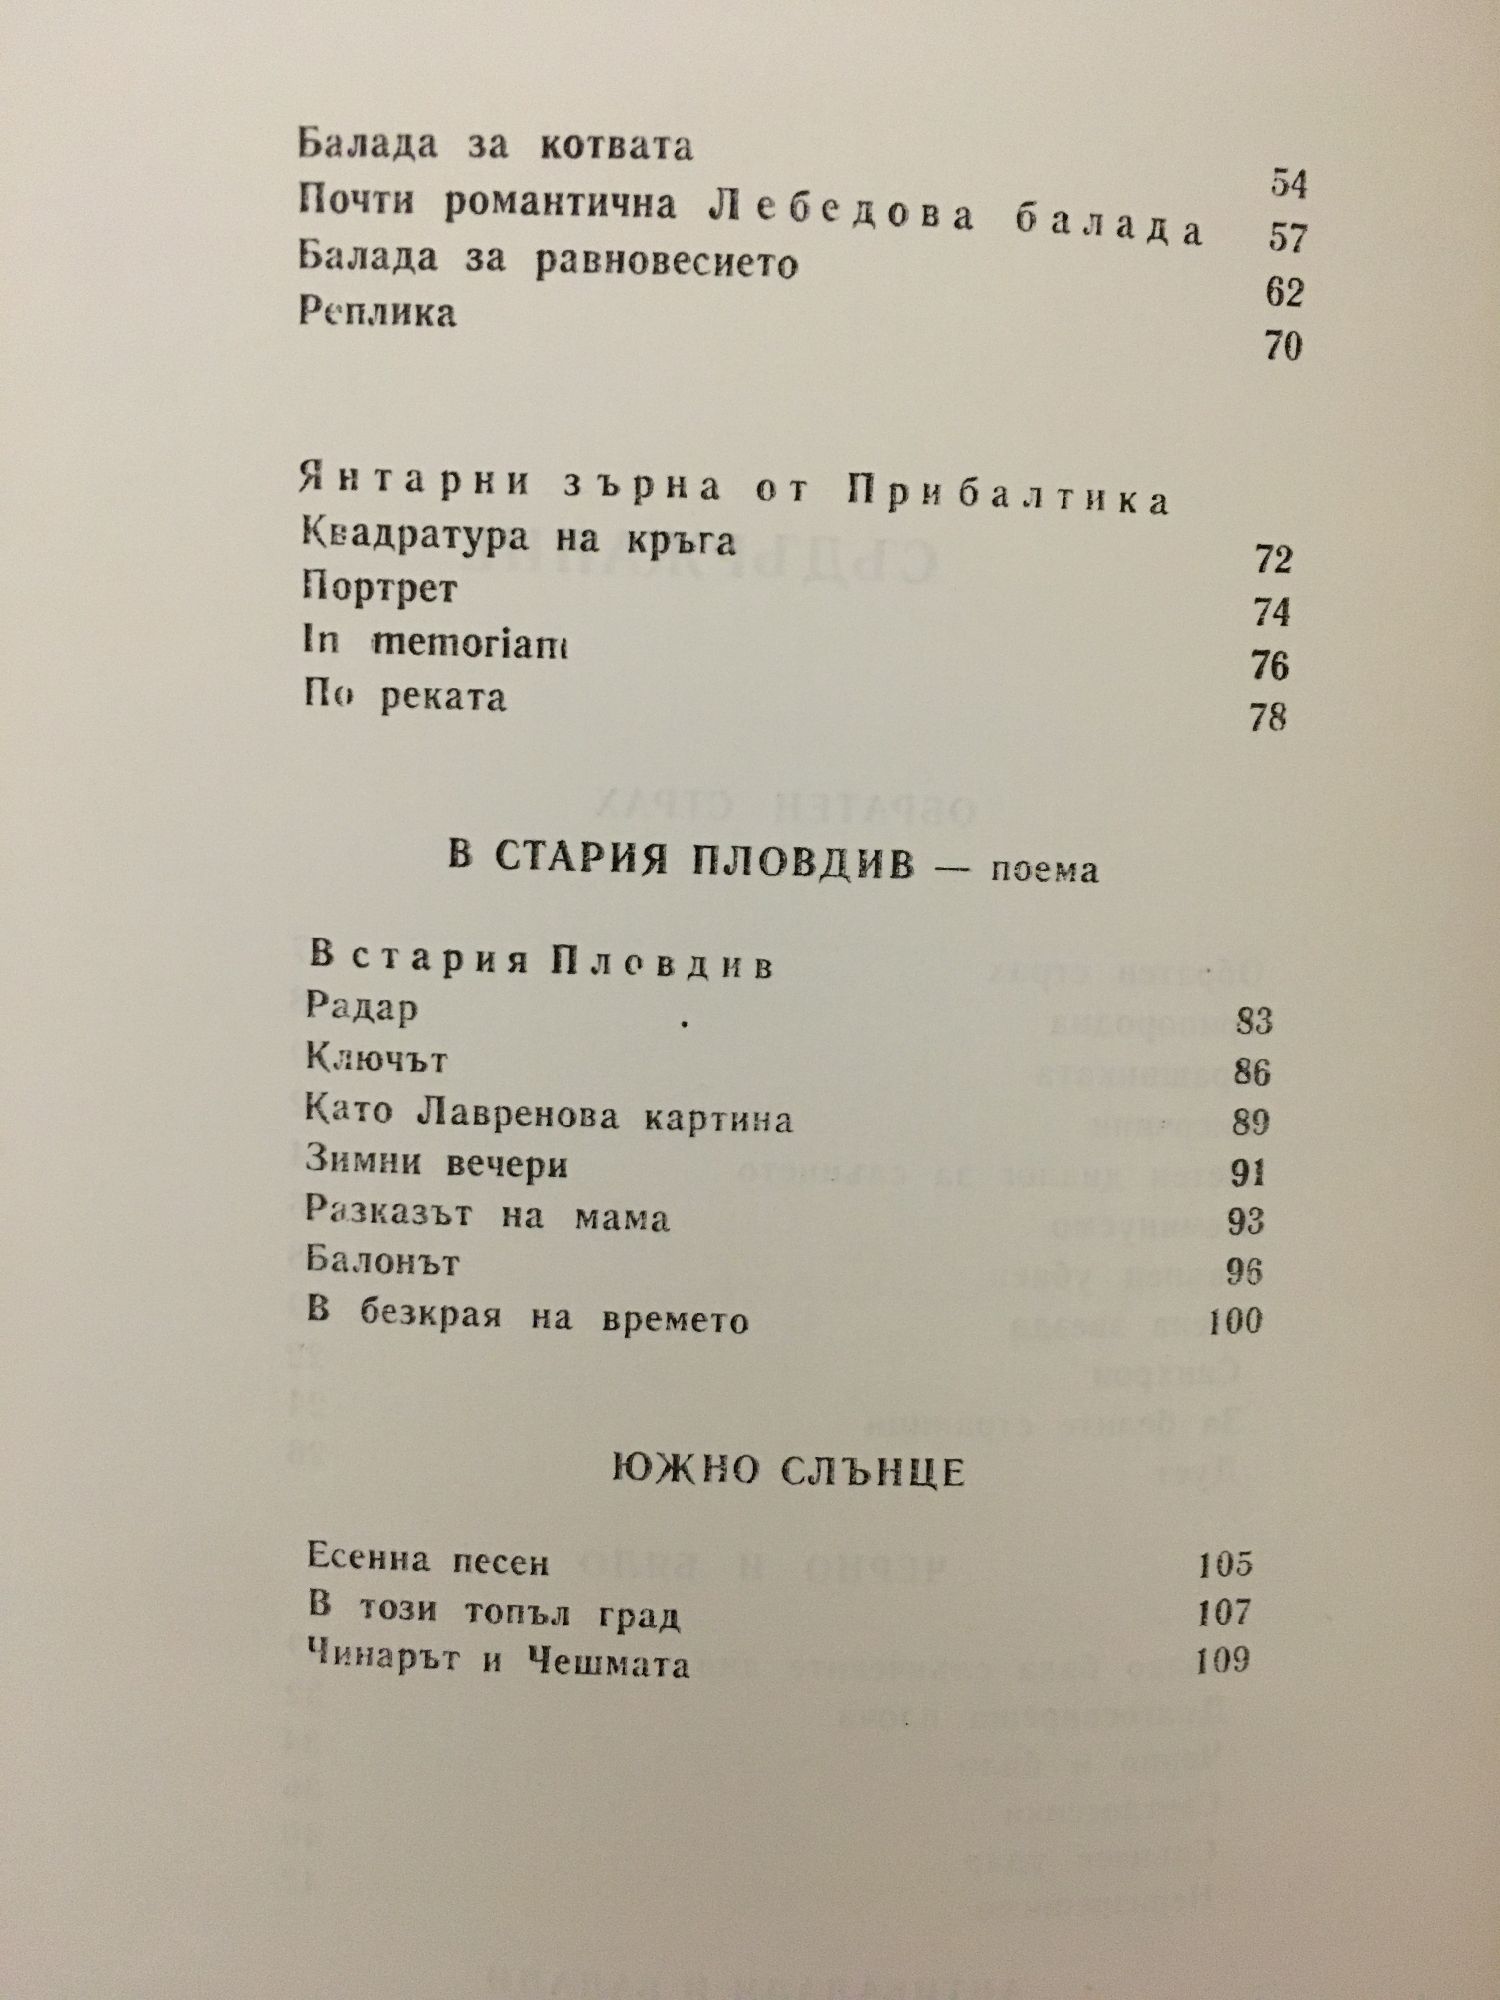 Балада за котвата 54
Почти романтична Лебедова балада 57
Балада за равновесието 62
Реплика 70
Янтарни зърна от Прибалтика
Квадратура на кръга 72
Портрет 74
In memoriam 76
По реката 78
В СТАРИЯ ПЛОВДИВ — поема
В стария Пловдив
Радар 83
Ключът 86
Като Лавренова картина 89
Зимни вечери 91
Разказът на мама 93
Балонът 96
В безкрая на времето 100
ЮЖНО СЛЪНЦЕ
Есенна песен 105
В този топъл град 107
Чинарът и Чешмата 109